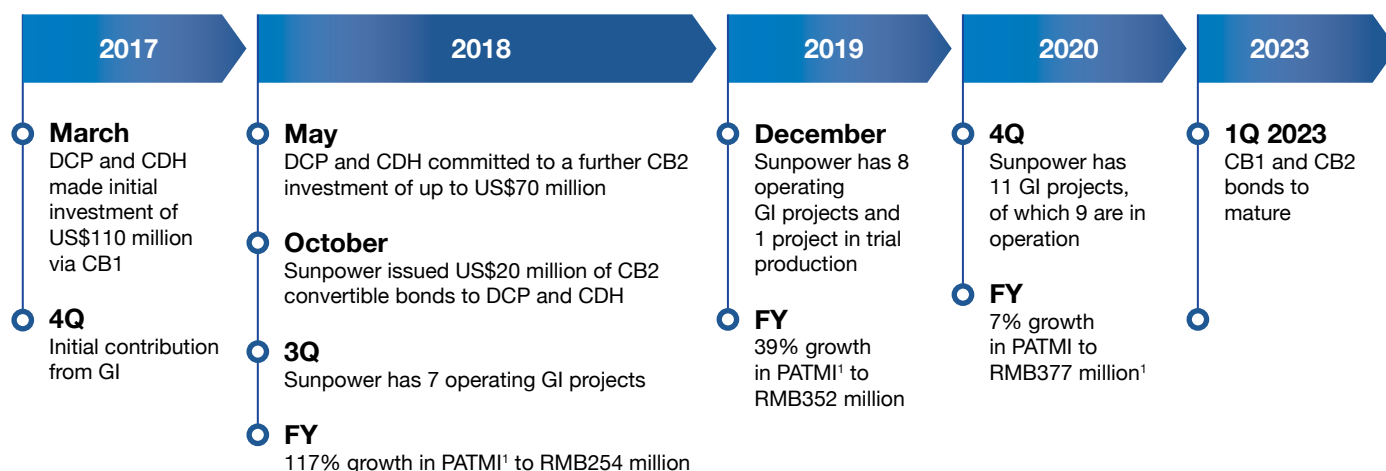 2017
March
DCP and CDH
made initial
investment of
US$110 million
via CB1
4Q
Initial contribution
from GI
2018
May
DCP and CDH committed to a further CB2
investment of up to US$70 million
October
Sunpower issued US$20 million of CB2
convertible bonds to DCP and CDH
3Q
Sunpower has 7 operating GI projects
FY
117% growth in PATMI¹ to RMB254 million
2019
December
Sunpower has 8
operating
GI projects and
1 project in trial
production
FY
39% growth
in PATMI¹ to
RMB352 million
2020
4Q
Sunpower has
11 GI projects,
of which 9 are in
operation
FY
7% growth
in PATMI to
RMB377 million¹
2023
1Q 2023
CB1 and CB2
bonds to
mature